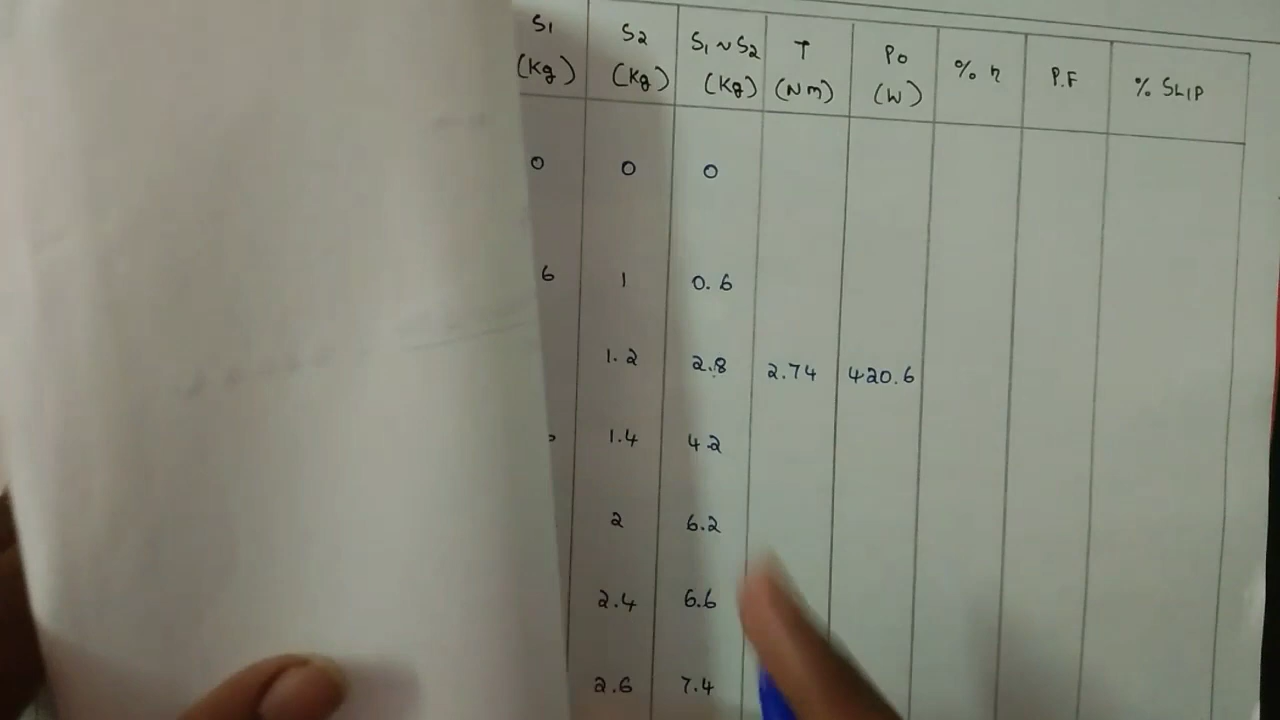 S1 S2 S1 ~ S2 T Po % η P.F % SLIP
(Kg) (Kg) (Kg) (Nm) (W)
0 0 0
6 1 0.6
1.2 2.8 2.74 420.6
1.4 4.2
2 6.2
2.4 6.6
2.6 7.4